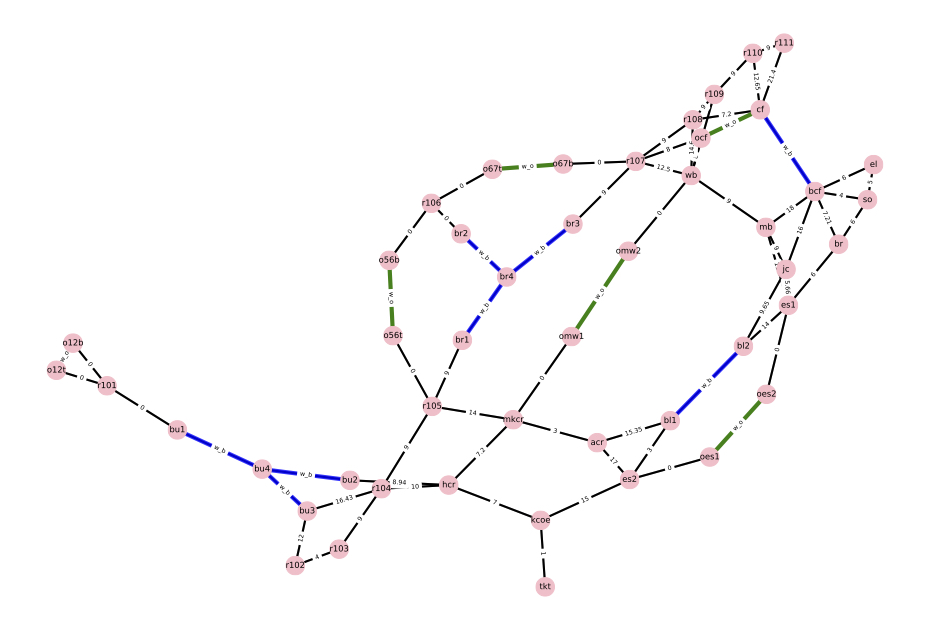 r111
r110
9
12.65
21.4
9
r109
cf
9
r108
7.2
w_o
ocf
9
8
14.6
w_b
el
o67t
w_o
o67b
0
r107
12.5
wb
6
5
bcf
4
so
0
r106
0
9
9
18
7.21
6
br2
br3
0
mb
16
br
0
w_b
w_b
omw2
9
o56b
br4
jc
6
w_o
w_b
w_o
5.66
9.65
es1
14
o56t
br1
omw1
bl2
o12b
w_o
0
o12t
0
r101
0
9
0
w_b
0
oes2
0
r105
14
mkcr
3
acr
15.35
bl1
w_o
bu1
w_b
9
7.2
17
3
oes1
bu4
w_b
bu2
8.94
r104
10
hcr
es2
0
w_b
16.43
7
15
bu3
9
kcoe
12
r103
4
r102
1
tkt